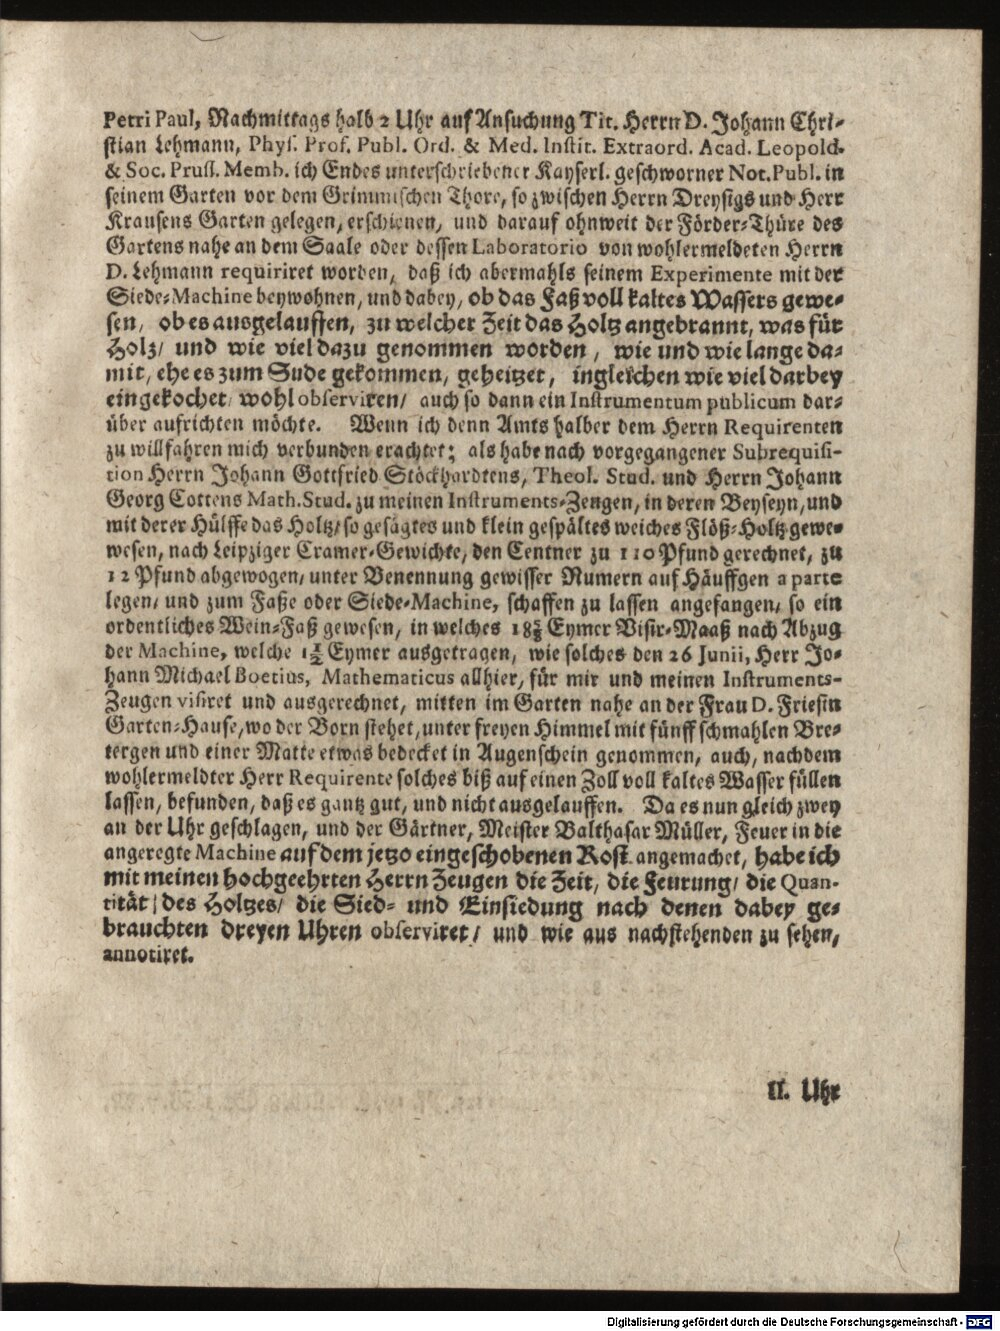 Petri Paul, Nachmittags halb 2 Uhr auf Ansuchung Tit. Herrn D. Johann Chri-
stian Lehmann, Phys. Prof. Publ. Ord. & Med. Instit. Extraord. Acad. Leopold.
& Soc. Pruss. Memb. ich Endes unterschriebener Kayserl. geschworner Not. Publ. in
seinem Garten vor dem Grimmischen Thore, so zwischen Herrn Dreysigs und Herr
Krausens Garten gelegen, erschienen, und darauf ohnweit der Förder-Thüre des
Gartens nahe an dem Saale oder dessen Laboratorio von wohlermeldeten Herrn
D. Lehmann requiriret worden, daß ich abermahls seinem Experimente mit der
Siede-Machine beywohnen, und dabey, ob das Faß voll kaltes Wassers gewe-
sen, ob es ausgelauffen, zu welcher Zeit das Holtz angebrannt, was für
Holz/ und wie viel dazu genommen worden, wie und wie lange da-
mit, ehe es zum Sude gekommen, geheitzet, ingleichen wie viel darbey
eingekochet/ wohl observiren/ auch so dann ein Instrumentum publicum dar-
über aufrichten möchte. Wenn ich denn Amts halber dem Herrn Requirenten
zu willfahren mich verbunden erachtet; als habe nach vorgegangener Subrequisi-
tion Herrn Johann Gottfried Stöckhardtens, Theol. Stud. und Herrn Johann
Georg Cottens Math. Stud. zu meinen Instruments-Zeugen, in deren Beyseyn, und
mit derer Hülffe das Holtz/ so gesägtes und klein gespältes weiches Flöß-Holtz gewe-
wesen, nach Leipziger Cramer-Gewichte, den Centner zu 110 Pfund gerechnet, zu
12 Pfund abgewogen/ unter Benennung gewisser Numern auf Häuffgen a parte
legen/ und zum Faße oder Siede-Machine, schaffen zu lassen angefangen/ so ein
ordentliches Wein-Faß gewesen, in welches 18 5/8 Eymer Visir-Maaß nach Abzug
der Machine, welche 1 1/2 Eymer ausgetragen, wie solches den 26 Junii, Herr Jo-
hann Michael Boetius, Mathematicus allhier, für mir und meinen Instruments-
Zeugen visiret und ausgerechnet, mitten im Garten nahe an der Frau D. Friesin
Garten-Hause, wo der Born stehet, unter freyen Himmel mit fünff schmahlen Bre-
tergen und einer Matte etwas bedecket in Augenschein genommen, auch, nachdem
wohlermeldter Herr Requirente solches biß auf einen Zoll voll kaltes Wasser füllen
lassen, befunden, daß es gantz gut, und nicht ausgelauffen. Da es nun gleich zwey
an der Uhr geschlagen, und der Gärtner, Meister Balthasar Müller, Feuer in die
angeregte Machine auf dem jetzo eingeschobenen Rost angemachet, habe ich
mit meinen hochgeehrten Herrn Zeugen die Zeit, die Feurung/ die Quan-
tität/ des Holtzes/ die Sied- und Einsiedung nach denen dabey ge-
brauchten dreyen Uhren observiret/ und wie aus nachstehenden zu sehen,
annotiret.
II. Uhr
Digitalisierung gefördert durch die Deutsche Forschungsgemeinschaft - DFG